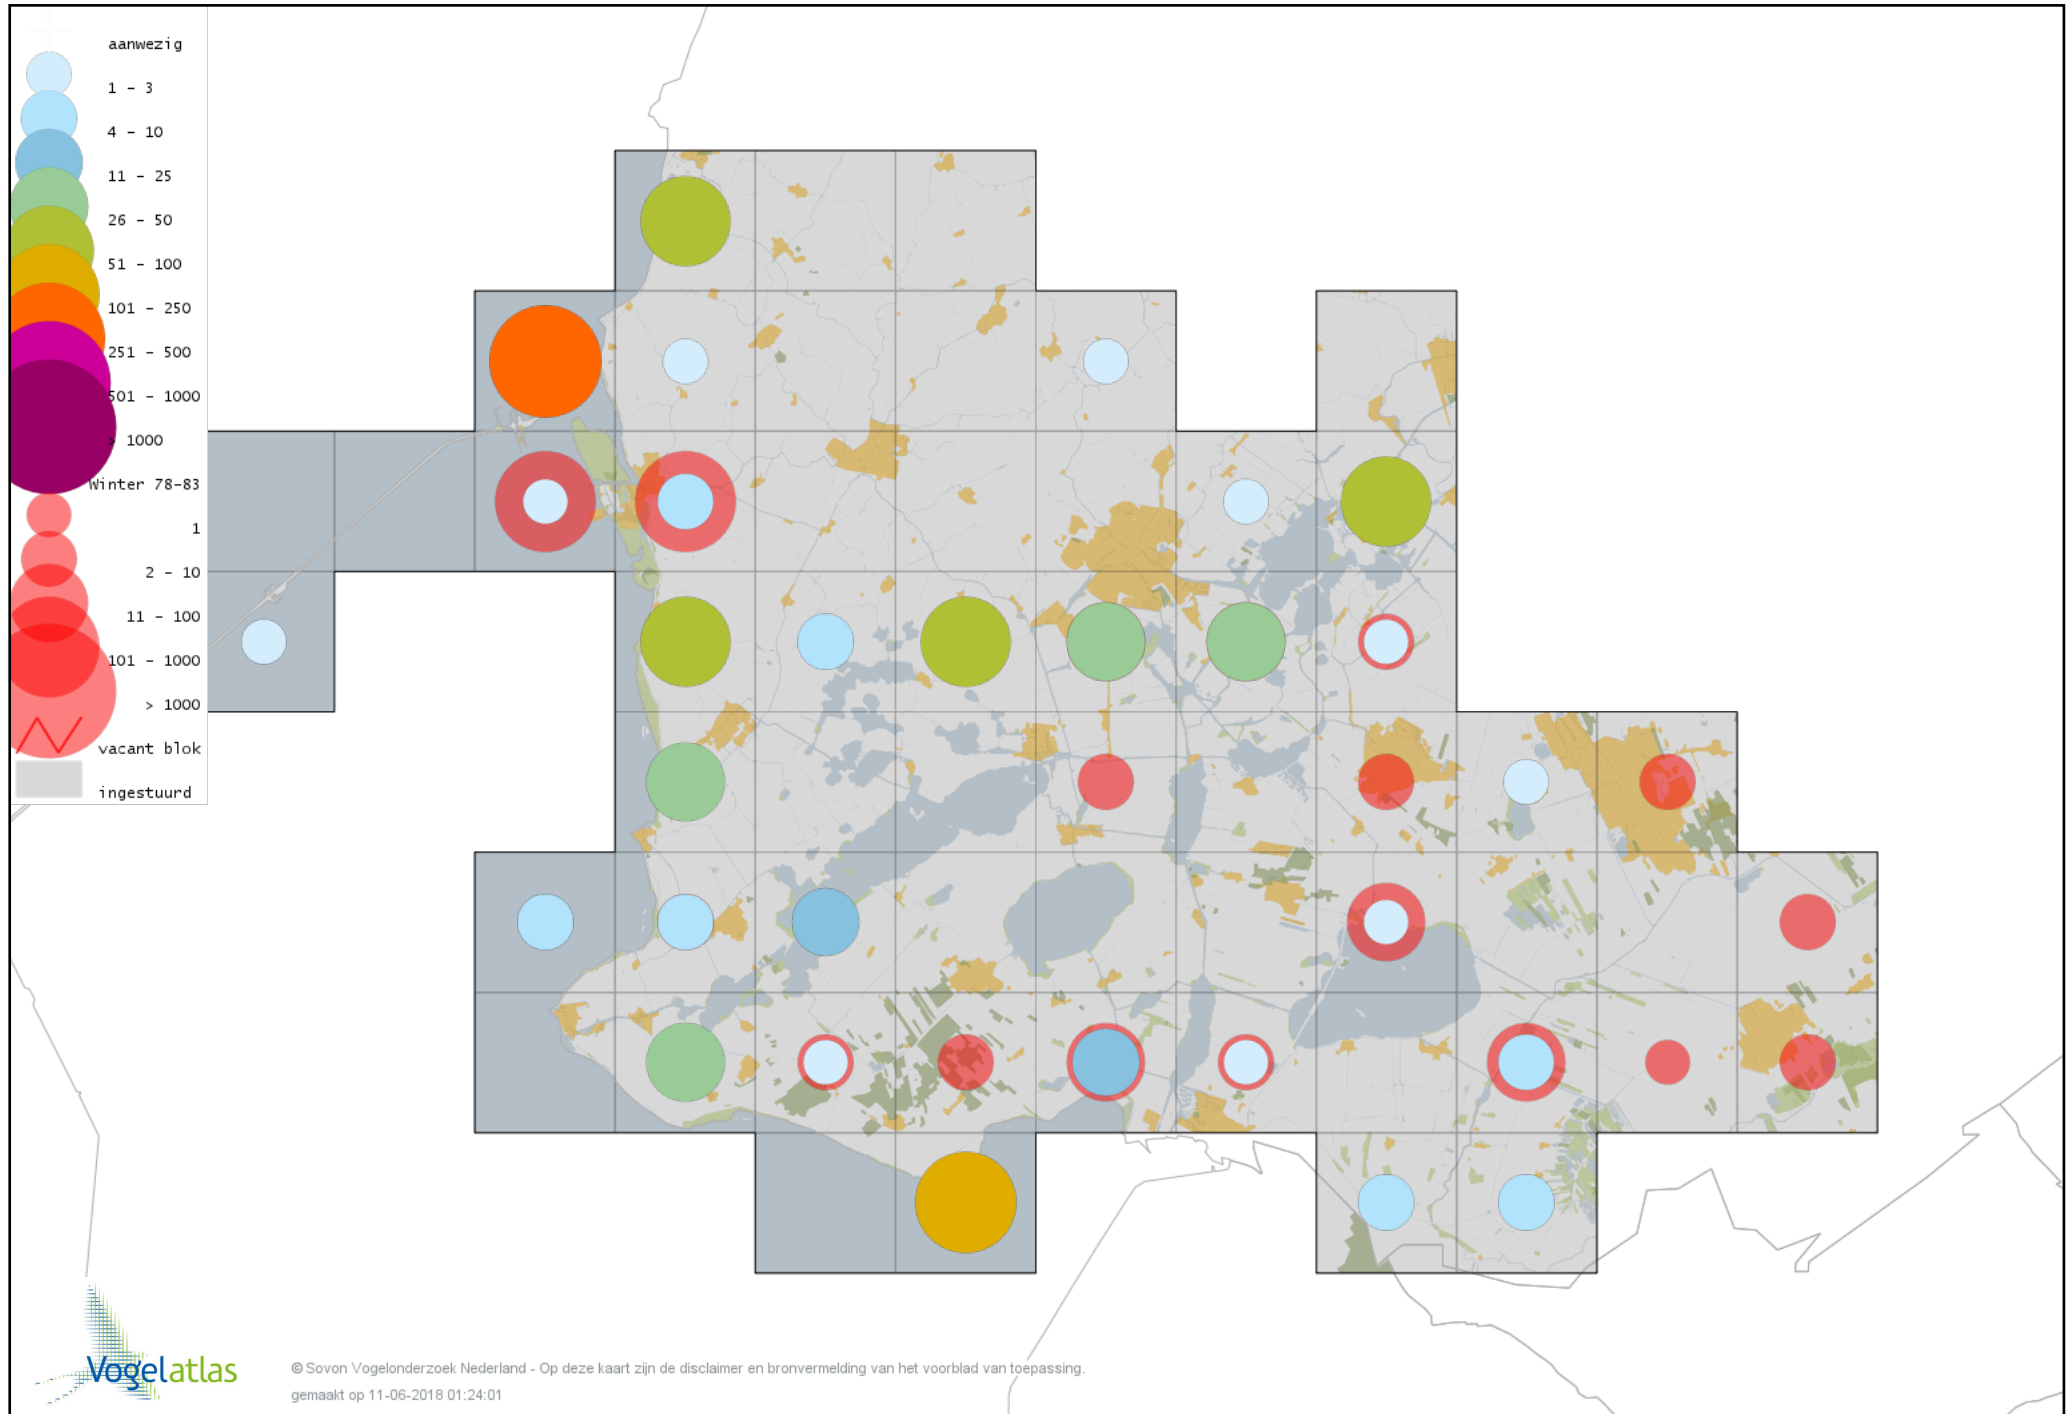 aanwezig
1 - 3
4 - 10
11 - 25
26 - 50
51 - 100
101 - 250
251 - 500
501 - 1000
> 1000
Winter 78-83
1
2 - 10
11 - 100
101 - 1000
> 1000
vacant blok
ingestuurd
Vogelatlas
© Sovon Vogelonderzoek Nederland - Op deze kaart zijn de disclaimer en bronvermelding van het voorblad van toepassing.
gemaakt op 11-06-2018 01:24:01